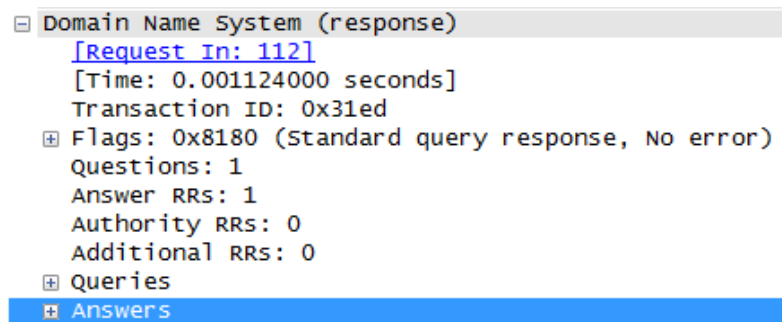 Domain Name System (response)
[Request In: 112]
[Time: 0.001124000 seconds]
Transaction ID: 0x31ed
Flags: 0x8180 (Standard query response, No error)
Questions: 1
Answer RRs: 1
Authority RRs: 0
Additional RRs: 0
Queries
Answers